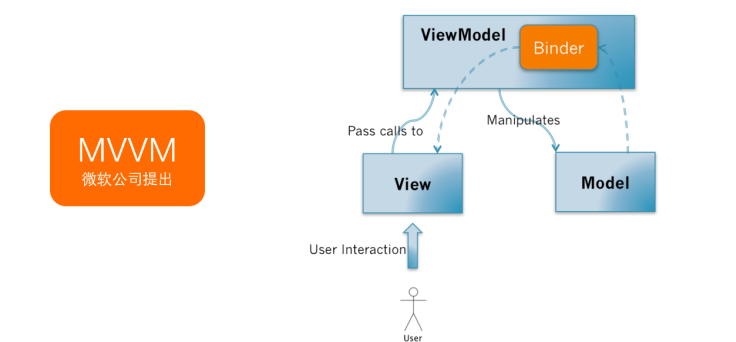 MVVM
微软公司提出
ViewModel
Binder
Pass calls to
Manipulates
View
Model
User Interaction
User